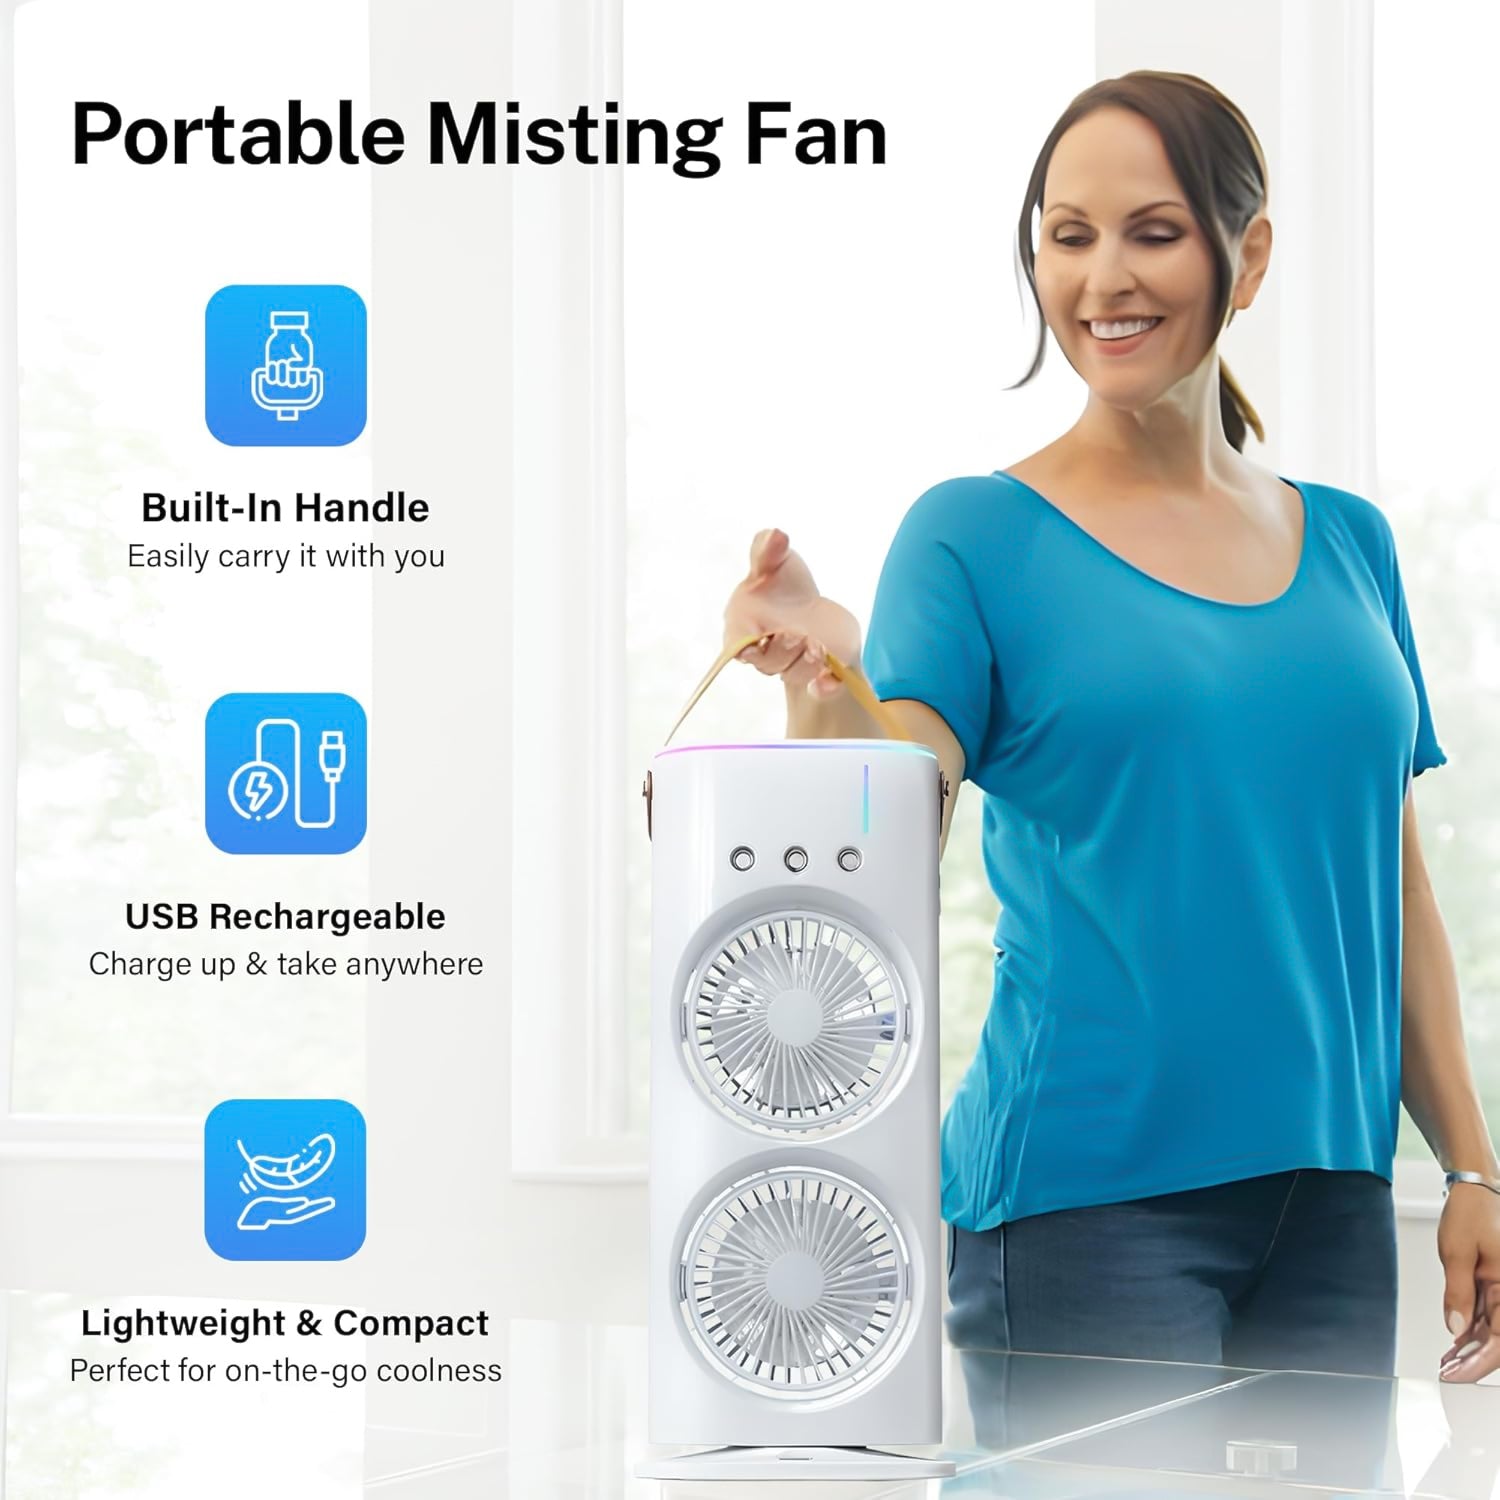 Portable Misting Fan
Built-In Handle
Easily carry it with you
USB Rechargeable
Charge up & take anywhere
Lightweight & Compact
Perfect for on-the-go coolness